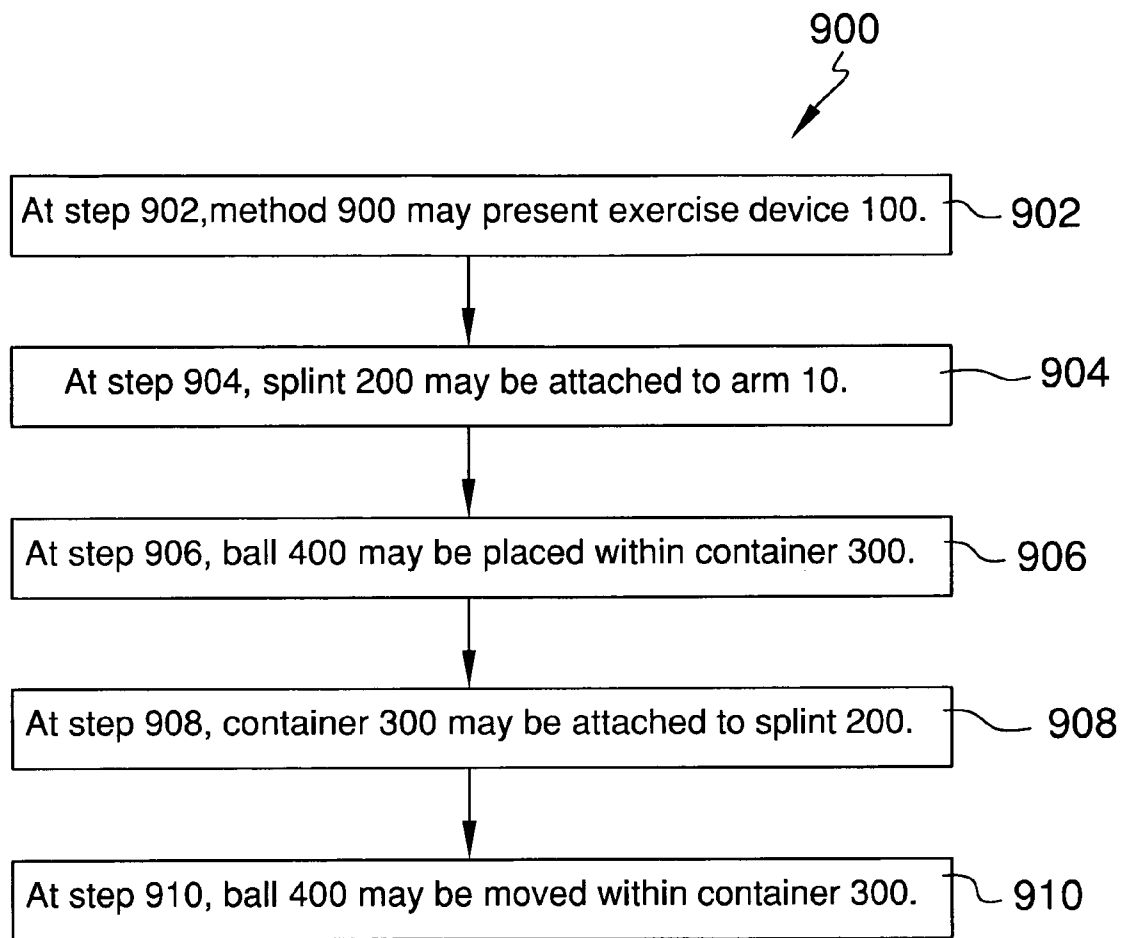 900
At step 902,method 900 may present exercise device 100.
902
At step 904, splint 200 may be attached to arm 10.
904
At step 906, ball 400 may be placed within container 300.
906
At step 908, container 300 may be attached to splint 200.
908
At step 910, ball 400 may be moved within container 300.
910